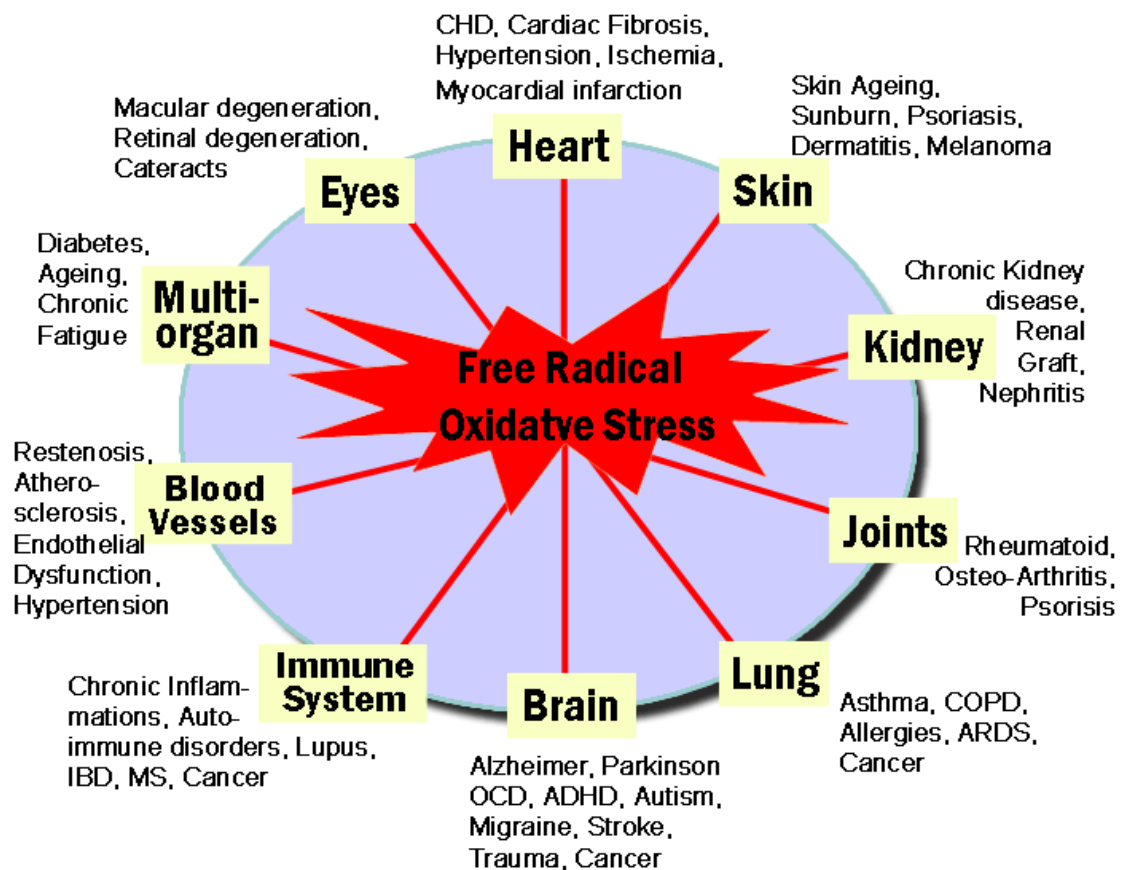 CHD, Cardiac Fibrosis,
Hypertension, Ischemia,
Myocardial infarction
Heart
Skin Ageing,
Sunburn, Psoriasis,
Dermatitis, Melanoma
Skin
Macular degeneration,
Retinal degeneration,
Cateracts
Eyes
Diabetes,
Ageing,
Chronic
Fatigue
Multi-
organ
Chronic Kidney
disease,
Renal
Graft,
Nephritis
Kidney
Free Radical
Oxidatve Stress
Restenosis,
Athero-
sclerosis,
Endothelial
Dysfunction,
Hypertension
Blood
Vessels
Joints
Rheumatoid,
Osteo-Arthritis,
Psorisis
Immune
System
Chronic Inflam-
mations, Auto-
immune disorders, Lupus,
IBD, MS, Cancer
Brain
Alzheimer, Parkinson
OCD, ADHD, Autism,
Migraine, Stroke,
Trauma, Cancer
Lung
Asthma, COPD,
Allergies, ARDS,
Cancer